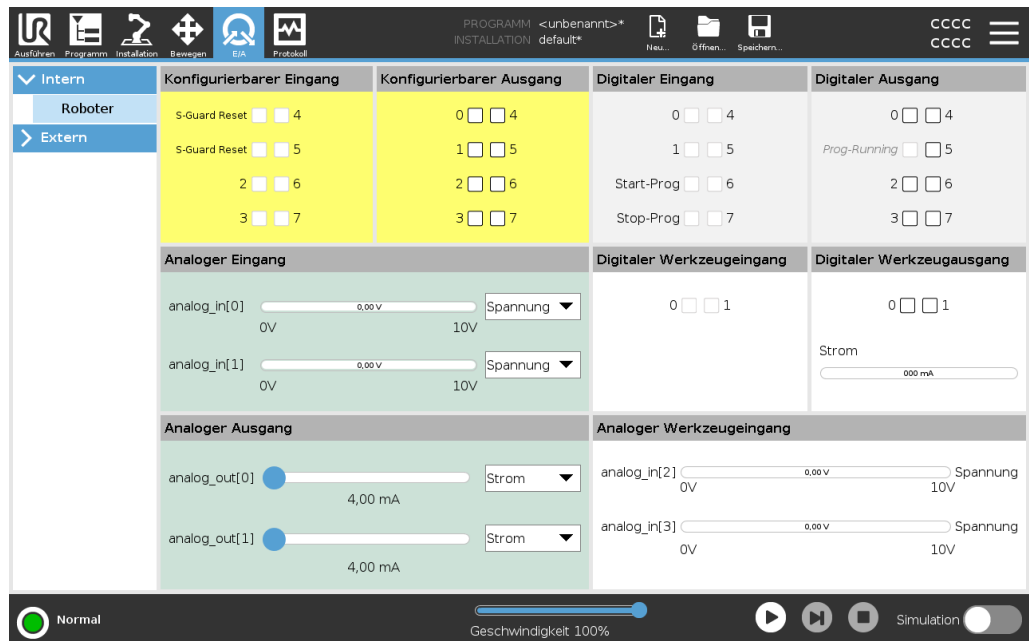 PROGRAMM <unbenannt>*
INSTALLATION default*
CCCC
CCCC
Ausführen Programm Installation Bewegen E/A Protokoll Neu... Öffnen... Speichern...
Intern
Roboter
Extern
Konfigurierbarer Eingang
S-Guard Reset 4
S-Guard Reset 5
2 6
3 7
Konfigurierbarer Ausgang
0 4
1 5
2 6
3 7
Digitaler Eingang
0 4
1 5
Start-Prog 6
Stop-Prog 7
Digitaler Ausgang
0 4
Prog-Running 5
2 6
3 7
Analoger Eingang
analog_in[0] 0,00 V Spannung
0V 10V
analog_in[1] 0,00 V Spannung
0V 10V
Digitaler Werkzeugeingang
0 1
Digitaler Werkzeugausgang
0 1
Strom
000 mA
Analoger Ausgang
analog_out[0] Strom
4,00 mA
analog_out[1] Strom
4,00 mA
Analoger Werkzeugeingang
analog_in[2] 0,00 V Spannung
0V 10V
analog_in[3] 0,00 V Spannung
0V 10V
Normal
Geschwindigkeit 100%
Simulation